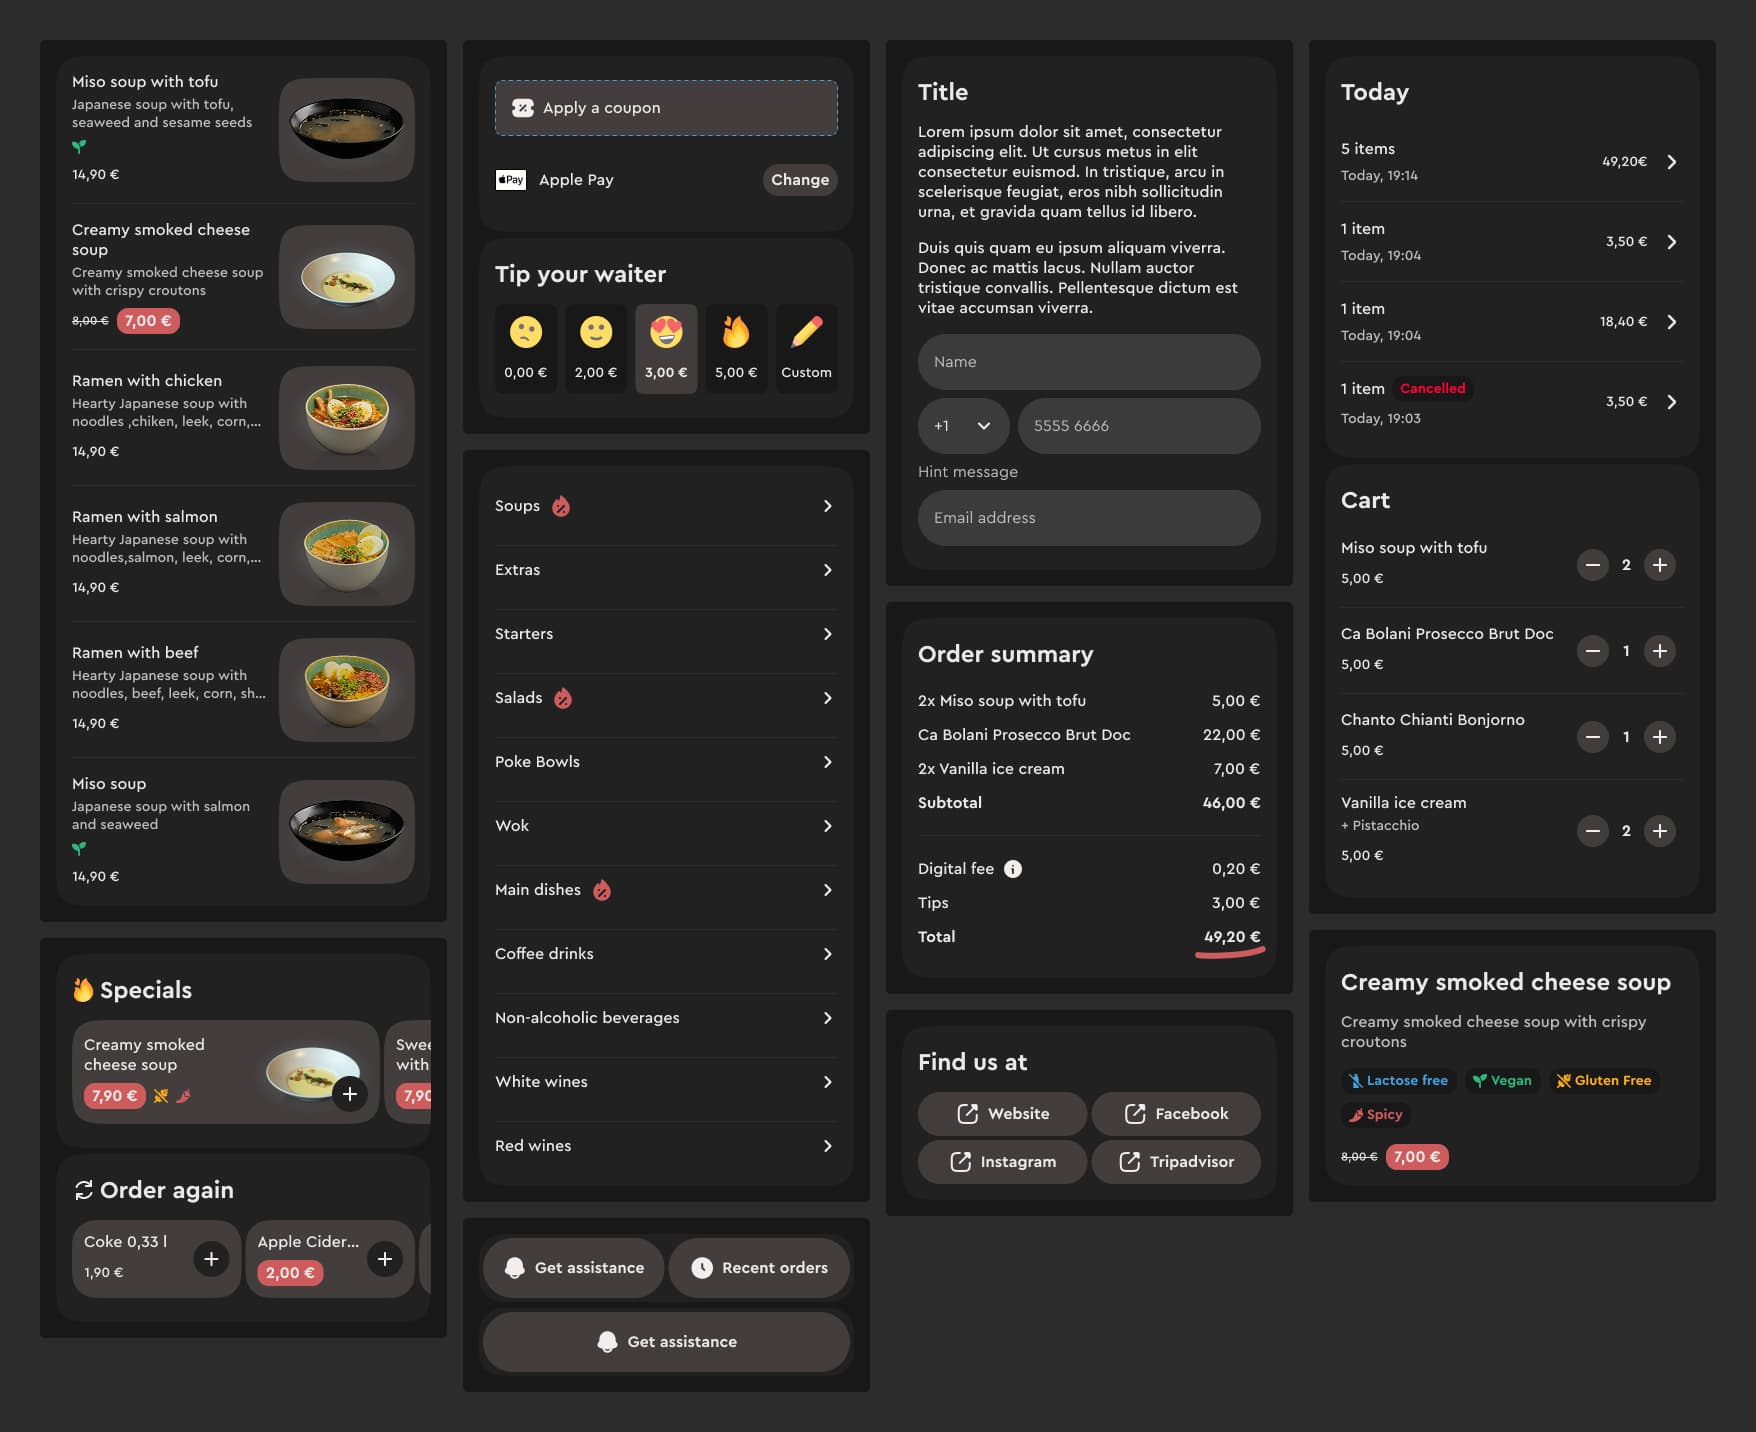 Miso soup with tofu
Japanese soup with tofu,
seaweed and sesame seeds
14,90 €
Creamy smoked cheese
soup
Creamy smoked cheese soup
with crispy croutons
8,00 € 7,00 €
Ramen with chicken
Hearty Japanese soup with
noodles ,chiken, leek, corn,...
14,90 €
Ramen with salmon
Hearty Japanese soup with
noodles,salmon, leek, corn,...
14,90 €
Ramen with beef
Hearty Japanese soup with
noodles, beef, leek, corn, sh...
14,90 €
Miso soup
Japanese soup with salmon
and seaweed
14,90 €
Specials
Creamy smoked
cheese soup
7,90 €
Swee
with
7,90
Order again
Coke 0,33 l
1,90 €
Apple Cider...
2,00 €
Apply a coupon
Pay Apple Pay Change
Tip your waiter
0,00 € 2,00 € 3,00 € 5,00 € Custom
Soups
Extras
Starters
Salads
Poke Bowls
Wok
Main dishes
Coffee drinks
Non-alcoholic beverages
White wines
Red wines
Get assistance Recent orders
Get assistance
Title
Lorem ipsum dolor sit amet, consectetur
adipiscing elit. Ut cursus metus in elit
consectetur euismod. In tristique, arcu in
scelerisque feugiat, eros nibh sollicitudin
urna, et gravida quam tellus id libero.
Duis quis quam eu ipsum aliquam viverra.
Donec ac mattis lacus. Nullam auctor
tristique convallis. Pellentesque dictum est
vitae accumsan viverra.
Name
+1 5555 6666
Hint message
Email address
Order summary
2x Miso soup with tofu 5,00 €
Ca Bolani Prosecco Brut Doc 22,00 €
2x Vanilla ice cream 7,00 €
Subtotal 46,00 €
Digital fee 0,20 €
Tips 3,00 €
Total 49,20 €
Find us at
Website Facebook
Instagram Tripadvisor
Today
5 items
Today, 19:14
49,20€
1 item
Today, 19:04
3,50 €
1 item
Today, 19:04
18,40 €
1 item Cancelled
Today, 19:03
3,50 €
Cart
Miso soup with tofu
5,00 €
2
Ca Bolani Prosecco Brut Doc
5,00 €
1
Chanto Chianti Bonjorno
5,00 €
1
Vanilla ice cream
+ Pistacchio
5,00 €
2
Creamy smoked cheese soup
Creamy smoked cheese soup with crispy
croutons
Lactose free Vegan Gluten Free
Spicy
8,00 € 7,00 €